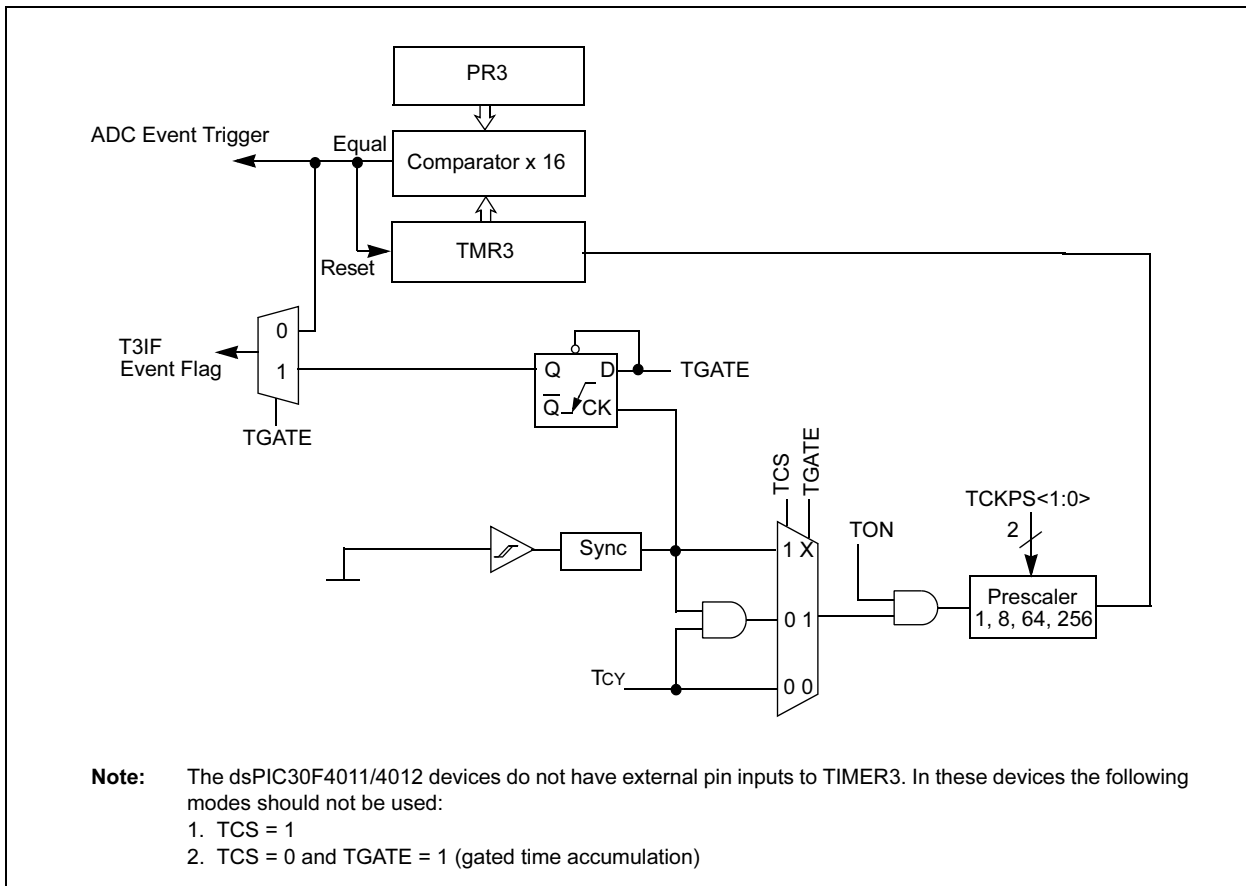 PR3
ADC Event Trigger
Equal
Comparator x 16
TMR3
Reset
0
T3IF
Event Flag
1
TGATE
Q D
TGATE
Q CK
TCS
TGATE
TCKPS<1:0>
2
TON
Sync
1 X
Prescaler
1, 8, 64, 256
0 1
TCY
0 0
Note: The dsPIC30F4011/4012 devices do not have external pin inputs to TIMER3. In these devices the following
modes should not be used:
1. TCS = 1
2. TCS = 0 and TGATE = 1 (gated time accumulation)